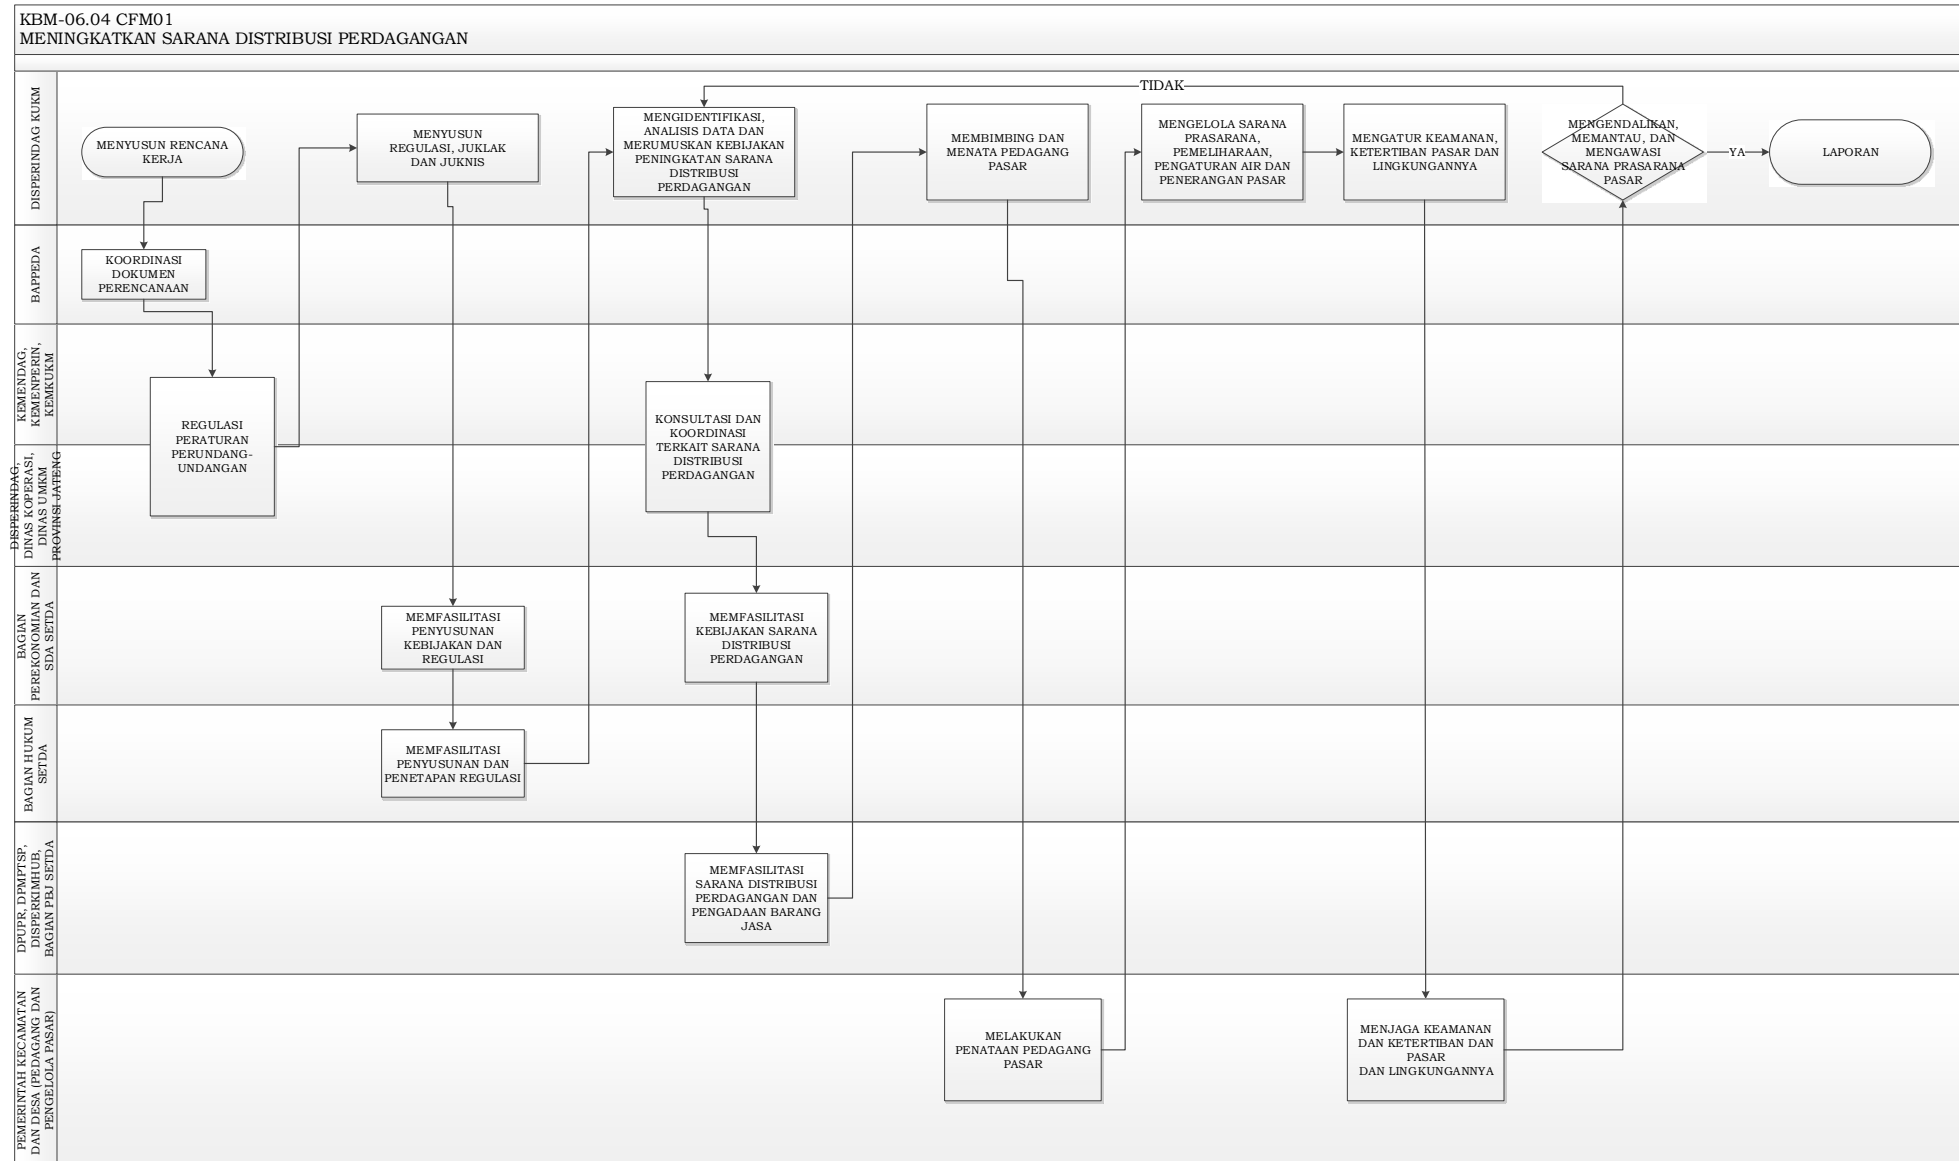 KBM-06.04 CFM01
MENINGKATKAN SARANA DISTRIBUSI PERDAGANGAN
DISPERINDAG KUKM
MENYUSUN RENCANA
KERJA
MENYUSUN
REGULASI, JUKLAK
DAN JUKNIS
MENGIDENTIFIKASI,
ANALISIS DATA DAN
MERUMUSKAN KEBIJAKAN
PENINGKATAN SARANA
DISTRIBUSI
PERDAGANGAN
MEMBIMBING DAN
MENATA PEDAGANG
PASAR
TIDAK
MENGELOLA SARANA
PRASARANA,
PEMELIHARAAN,
PENGATURAN AIR DAN
PENERANGAN PASAR
MENGATUR KEAMANAN,
KETERTIBAN PASAR DAN
LINGKUNGANNYA
MENGENDALIKAN,
MEMANTAU, DAN
MENGAWASI
SARANA PRASARANA
PASAR
YA
LAPORAN
BAPPEDA
KOORDINASI
DOKUMEN
PERENCANAAN
KEMENDAG,
KEMENPERIN,
KEMKUKM
REGULASI
PERATURAN
PERUNDANG-
UNDANGAN
KONSULTASI DAN
KOORDINASI
TERKAIT SARANA
DISTRIBUSI
PERDAGANGAN
DISPERINDAG,
DINAS KOPERASI,
DINAS UMKM
PROVINSI JATENG
BAGIAN
PEREKONOMIAN DAN
SDA SETDA
MEMFASILITASI
PENYUSUNAN
KEBIJAKAN DAN
REGULASI
MEMFASILITASI
KEBIJAKAN SARANA
DISTRIBUSI
PERDAGANGAN
BAGIAN HUKUM
SETDA
MEMFASILITASI
PENYUSUNAN DAN
PENETAPAN REGULASI
DPUPR, DPMPTSP,
DISPERKIMHUB,
BAGIAN PBJ SETDA
MEMFASILITASI
SARANA DISTRIBUSI
PERDAGANGAN DAN
PENGADAAN BARANG
JASA
PEMERINTAH KECAMATAN
DAN DESA (PEDAGANG DAN
PENGELOLA PASAR)
MELAKUKAN
PENATAAN PEDAGANG
PASAR
MENJAGA KEAMANAN
DAN KETERTIBAN DAN
PASAR
DAN LINGKUNGANNYA